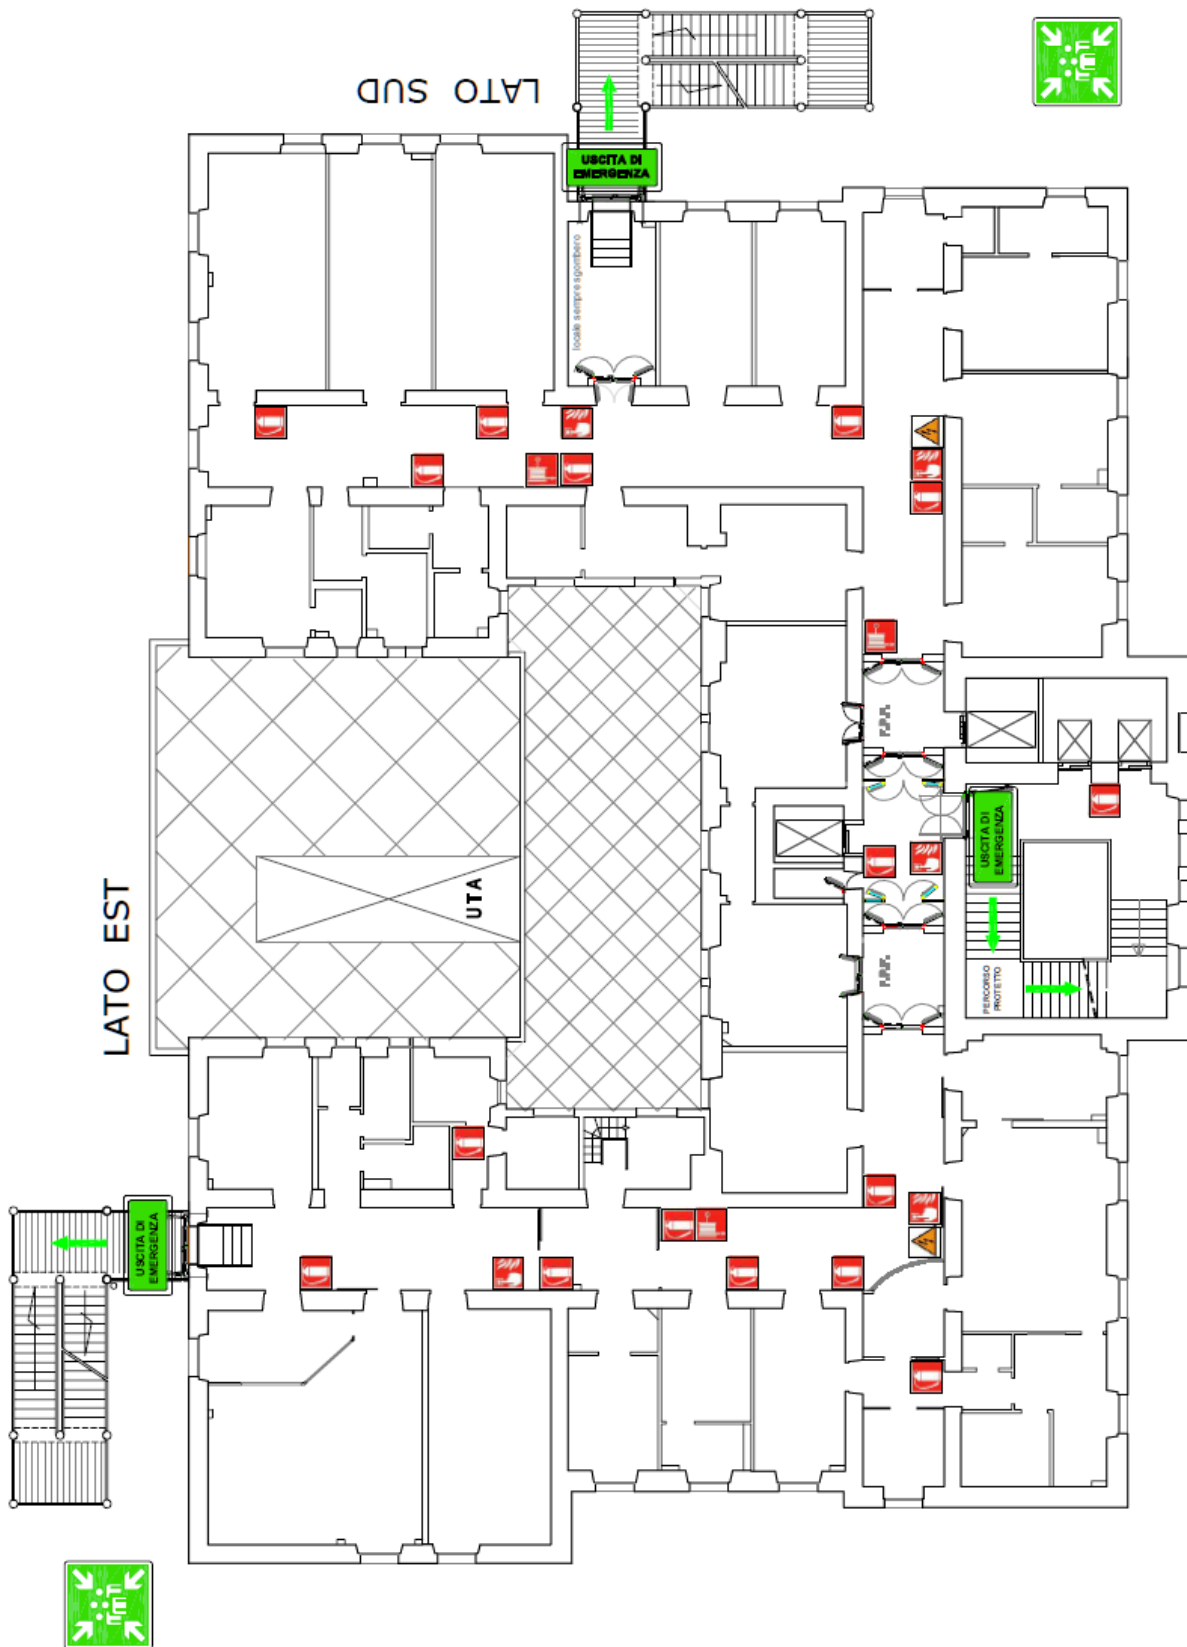 LATO SUD
USCITA DI
EMERGENZA
locale sempre sgombero
F.P.F.
USCITA DI
EMERGENZA
UTA
LATO EST
F.P.F.
PERCORSO
PROTETTO
USCITA DI
EMERGENZA